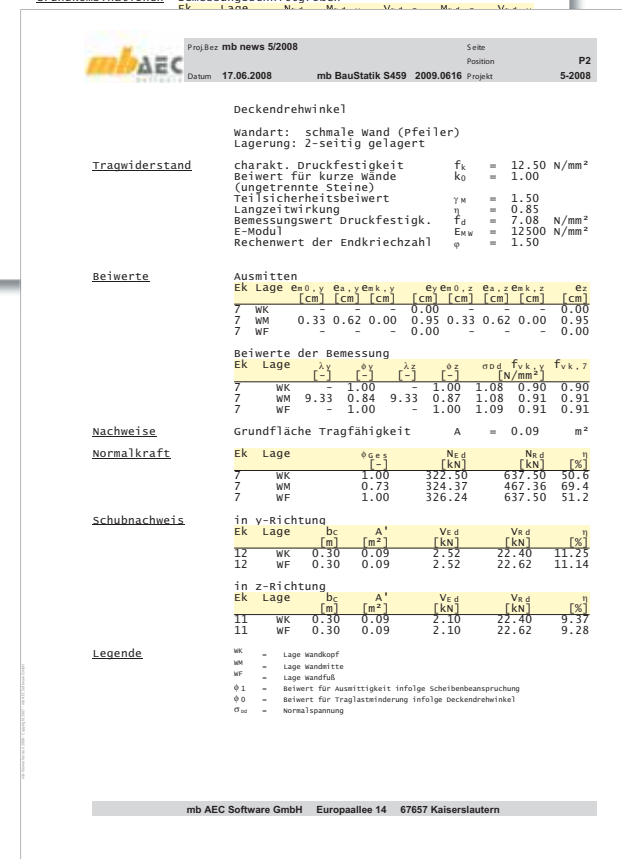 Ek Lage
Proj.Bez mb news 5/2008 Seite
Position P2
mb AEC Software
Datum 17.06.2008 mb BauStatik S459 2009.0616 Projekt 5-2008
Deckendrehwinkel
Wandart: schmale Wand (Pfeiler)
Lagerung: 2-seitig gelagert
Tragwiderstand charakt. Druckfestigkeit fk = 12.50 N/mm²
Beiwert für kurze Wände k0 = 1.00
(ungetrennte Steine)
Teilsicherheitsbeiwert γM = 1.50
Langzeitwirkung η = 0.85
Bemessungswert Druckfestigk. fd = 7.08 N/mm²
E-Modul EMW = 12500 N/mm²
Rechenwert der Endkriechzahl φ = 1.50
Beiwerte Ausmitten
Ek Lage em0,y ea,y emk,y ey em0,z ea,z emk,z ez
[cm] [cm] [cm] [cm] [cm] [cm] [cm] [cm]
7 WK - - - 0.00 - - - 0.00
7 WM 0.33 0.62 0.00 0.95 0.33 0.62 0.00 0.95
7 WF - - - 0.00 - - - 0.00
Beiwerte der Bemessung
Ek Lage λy ϕy λz ϕz σDd fvk,y fvk,7
[-] [-] [-] [-] [N/mm²]
7 WK - 1.00 - 1.00 1.08 0.90 0.90
7 WM 9.33 0.84 9.33 0.87 1.08 0.91 0.91
7 WF - 1.00 - 1.00 1.09 0.91 0.91
Nachweise Grundfläche Tragfähigkeit A = 0.09 m²
Normalkraft Ek Lage ϕGes NEd NRd η
[-] [kN] [kN] [%]
7 WK 1.00 322.50 637.50 50.6
7 WM 0.73 324.37 467.36 69.4
7 WF 1.00 326.24 637.50 51.2
Schubnachweis in y-Richtung
Ek Lage bc A' VEd VRd η
[m] [m²] [kN] [kN] [%]
12 WK 0.30 0.09 2.52 22.40 11.25
12 WF 0.30 0.09 2.52 22.62 11.14
in z-Richtung
Ek Lage bc A' VEd VRd η
[m] [m²] [kN] [kN] [%]
11 WK 0.30 0.09 2.10 22.40 9.37
11 WF 0.30 0.09 2.10 22.62 9.28
Legende WK = Lage Wandkopf
WM = Lage Wandmitte
WF = Lage Wandfuß
ϕ1 = Beiwert für Ausmittigkeit infolge Scheibenbeanspruchung
ϕ0 = Beiwert für Traglastminderung infolge Deckendrehwinkel
σDd = Normalspannung
mb AEC Software GmbH Europaallee 14 67657 Kaiserslautern